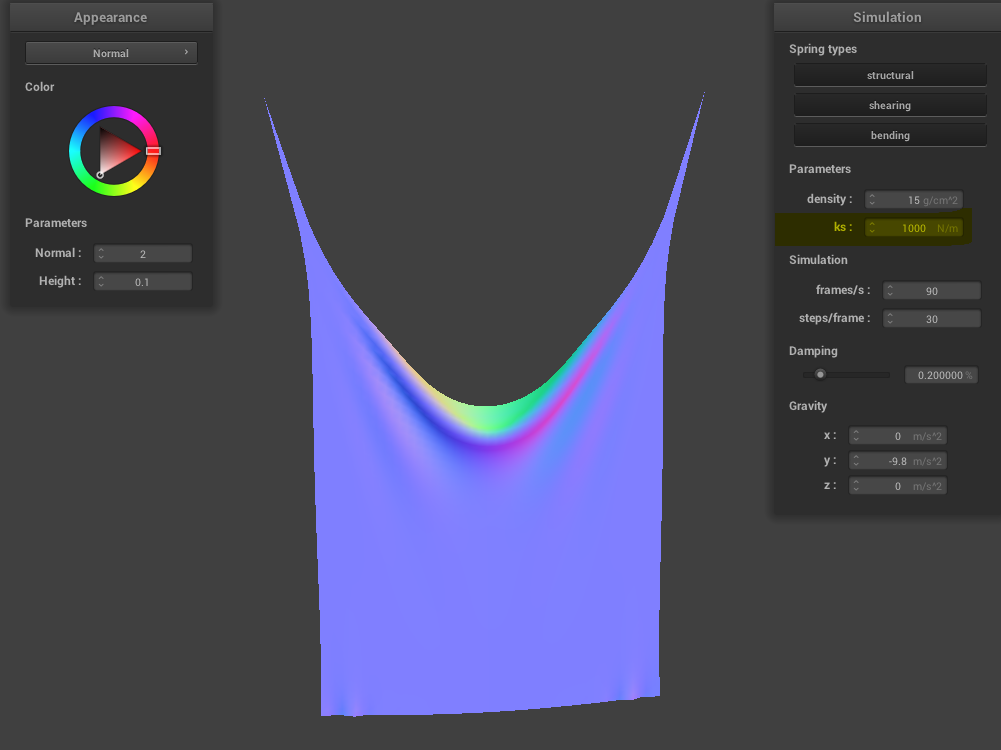 Appearance
Normal
Color
Parameters
Normal : 2
Height : 0.1
Simulation
Spring types
structural
shearing
bending
Parameters
density : 15 g/cm^2
ks : 1000 N/m
Simulation
frames/s : 90
steps/frame : 30
Damping
0.200000 %
Gravity
x : 0 m/s^2
y : -9.8 m/s^2
z : 0 m/s^2